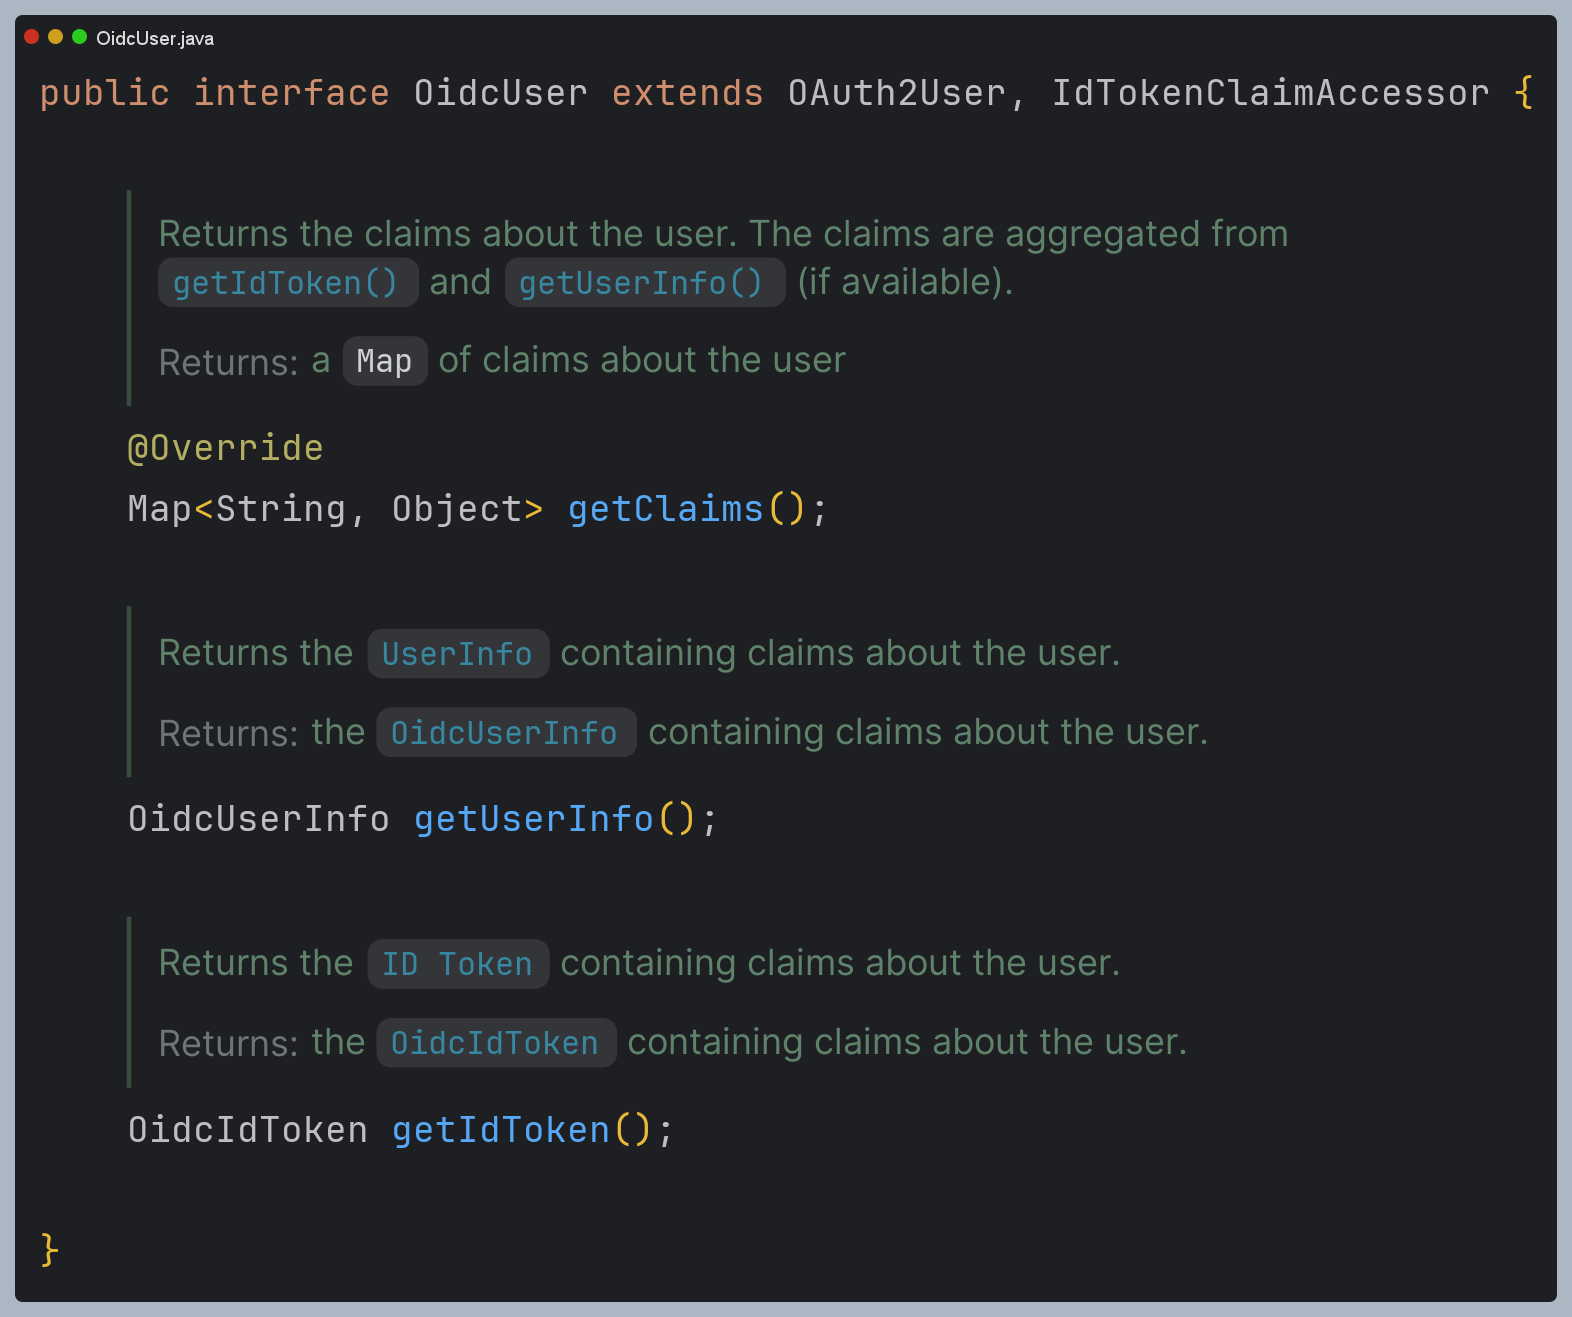 OidcUser.java
public interface OidcUser extends OAuth2User, IdTokenClaimAccessor {
Returns the claims about the user. The claims are aggregated from
getIdToken() and getUserInfo() (if available).
Returns: a Map of claims about the user
@Override
Map<String, Object> getClaims();
Returns the UserInfo containing claims about the user.
Returns: the OidcUserInfo containing claims about the user.
OidcUserInfo getUserInfo();
Returns the ID Token containing claims about the user.
Returns: the OidcIdToken containing claims about the user.
OidcIdToken getIdToken();
}